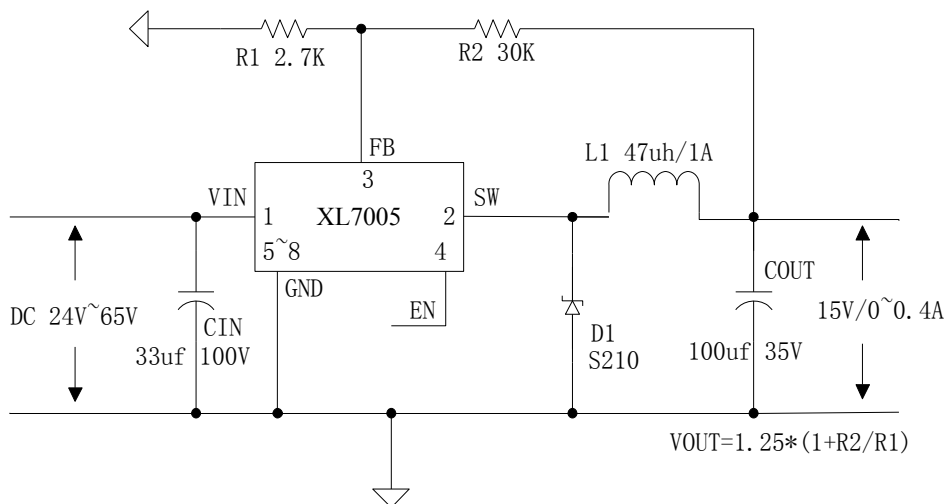 R1 2.7K
R2 30K
FB
3
L1 47uh/1A
VIN
SW
1
XL7005
2
5~8
4
GND
EN
COUT
DC 24V~65V
CIN
33uf 100V
D1
S210
100uf 35V
15V/0~0.4A
VOUT=1.25*(1+R2/R1)